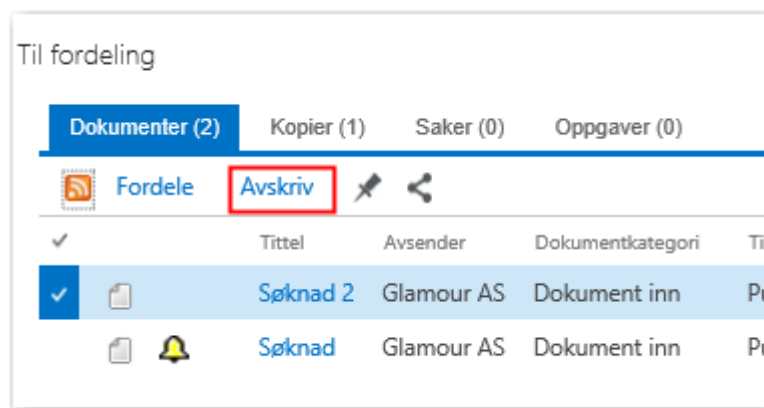 Til fordeling
Dokumenter (2) Kopier (1) Saker (0) Oppgaver (0)
Fordele Avskriv
Tittel Avsender Dokumentkategori
Søknad 2 Glamour AS Dokument inn
Søknad Glamour AS Dokument inn